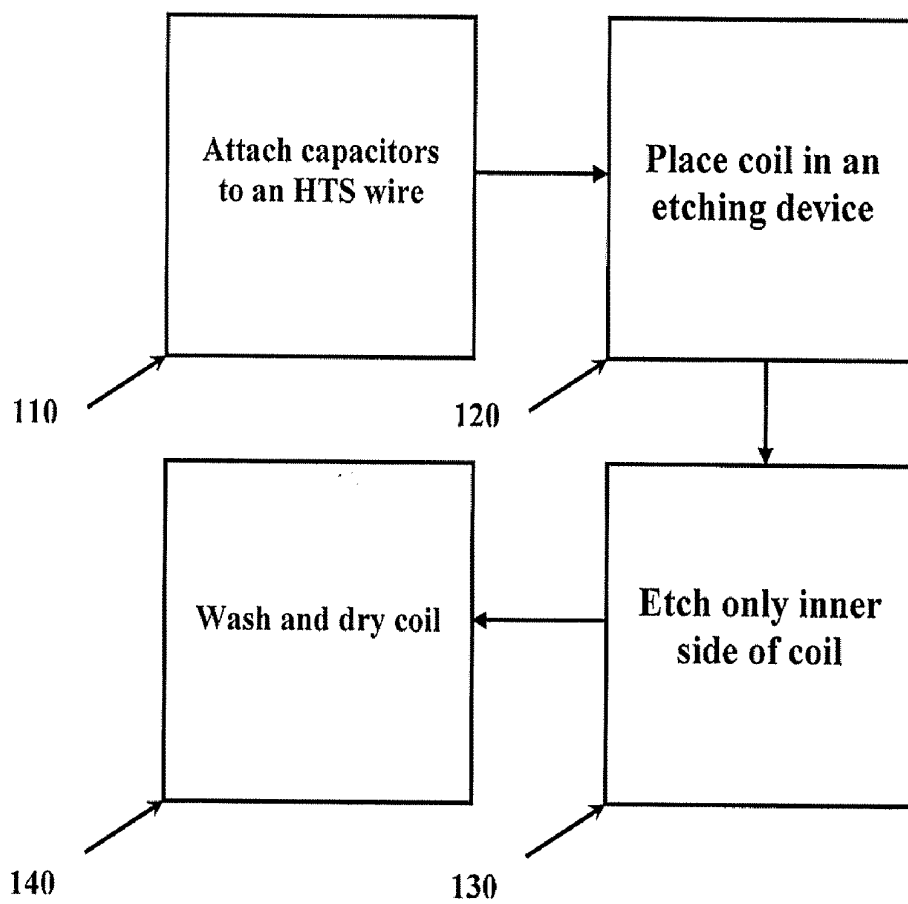 Attach capacitors
to an HTS wire
Place coil in an
etching device
110
120
Etch only inner
side of coil
130
Wash and dry coil
140